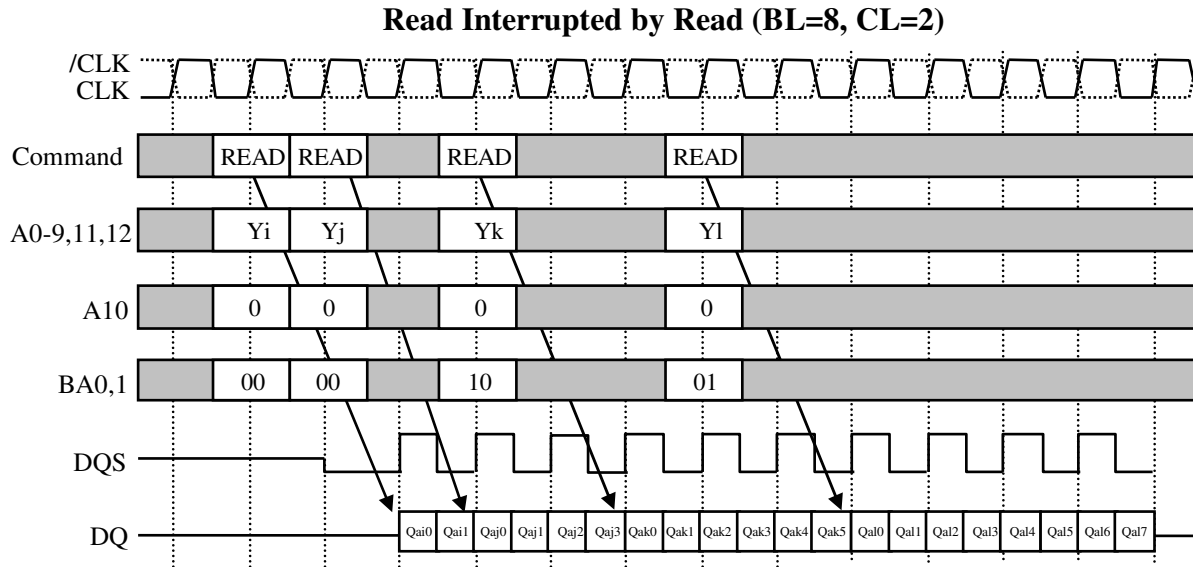 Read Interrupted by Read (BL=8, CL=2)
/CLK
CLK
Command READ READ READ READ
A0-9,11,12 Yi Yj Yk Yl
A10 0 0 0 0
BA0,1 00 00 10 01
DQS
DQ Qai0 Qai1 Qaj0 Qaj1 Qaj2 Qaj3 Qak0 Qak1 Qak2 Qak3 Qak4 Qak5 Qal0 Qal1 Qal2 Qal3 Qal4 Qal5 Qal6 Qal7